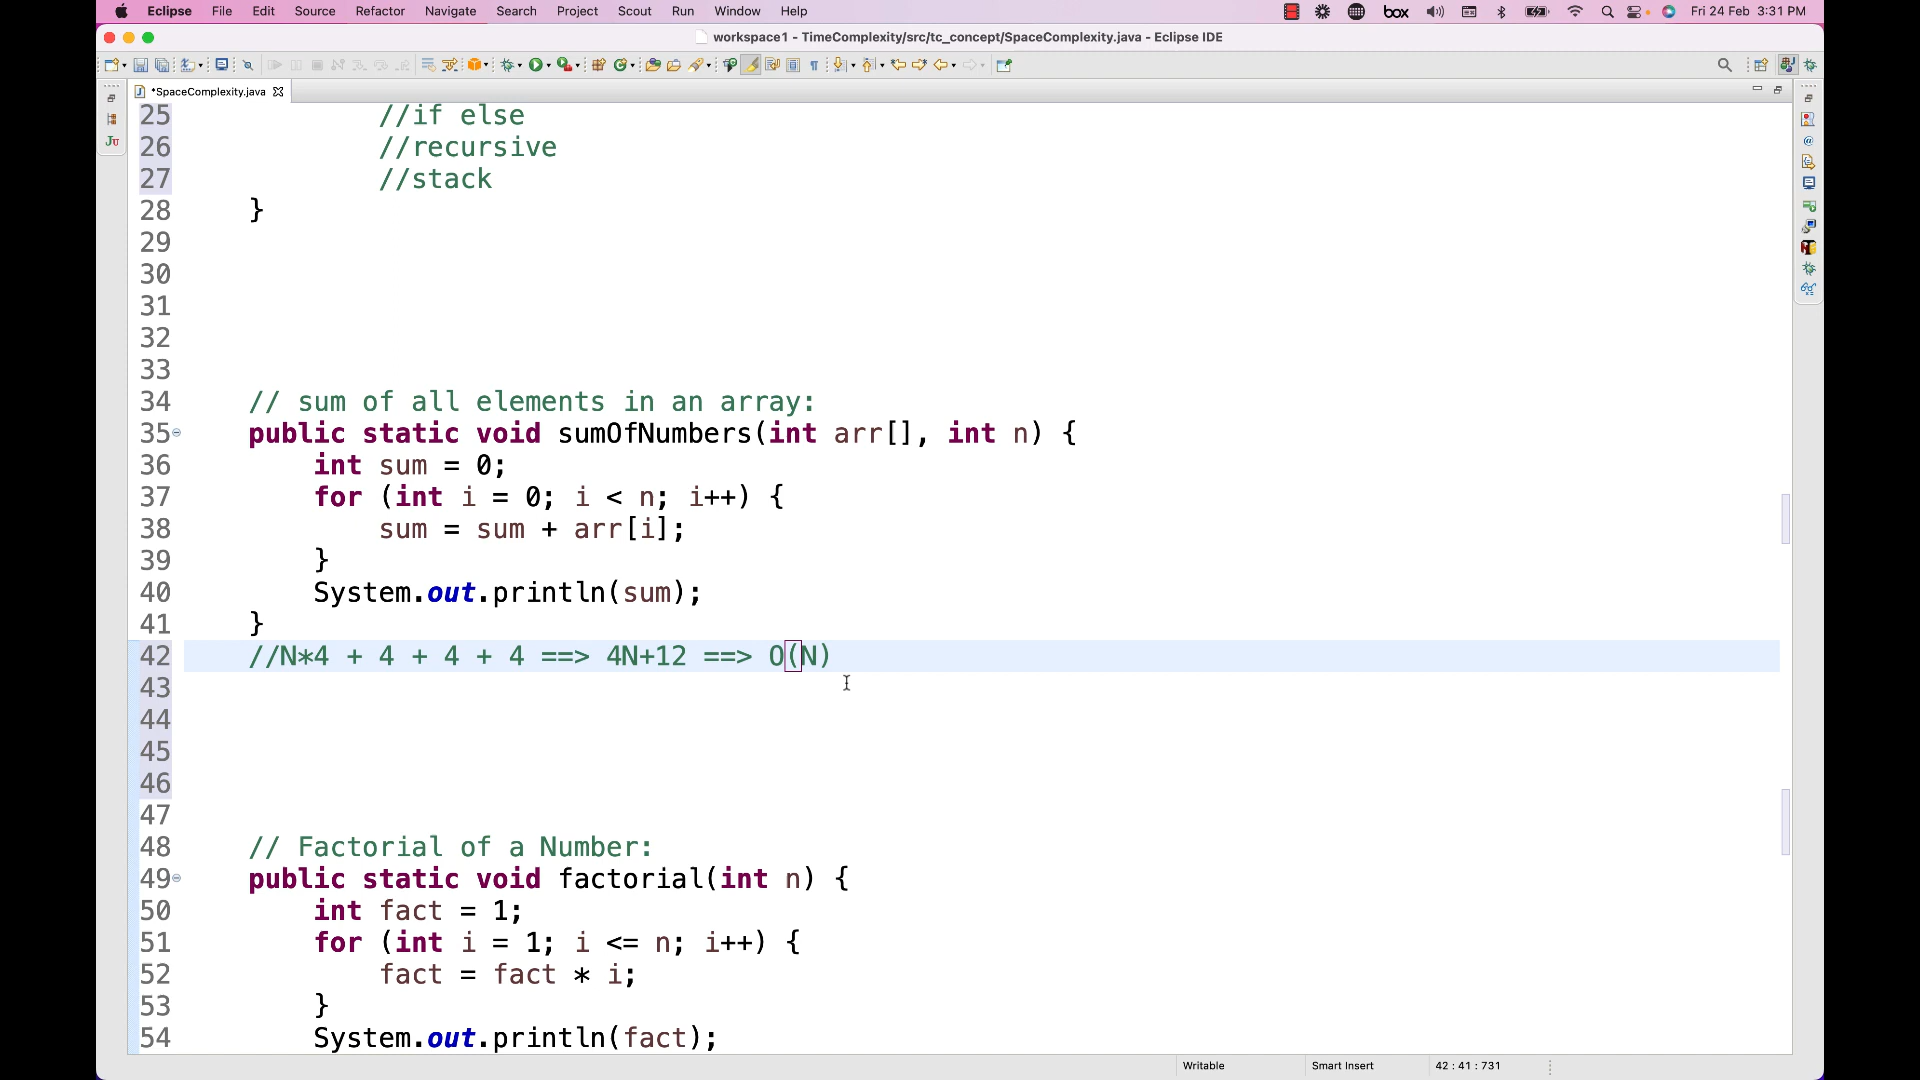 Eclipse File Edit Source Refactor Navigate Search Project Scout Run Window Help box Fri 24 Feb 3:31 PM
workspace1 - TimeComplexity/src/tc_concept/SpaceComplexity.java - Eclipse IDE
*SpaceComplexity.java
25 //if else
26 //recursive
27 //stack
28 }
29
30
31
32
33
34 // sum of all elements in an array:
35 public static void sumOfNumbers(int arr[], int n) {
36 int sum = 0;
37 for (int i = 0; i < n; i++) {
38 sum = sum + arr[i];
39 }
40 System.out.println(sum);
41 }
42 //N*4 + 4 + 4 + 4 ==> 4N+12 ==> O(N)
43
44
45
46
47
48 // Factorial of a Number:
49 public static void factorial(int n) {
50 int fact = 1;
51 for (int i = 1; i <= n; i++) {
52 fact = fact * i;
53 }
54 System.out.println(fact);
Writable Smart Insert 42 : 41 : 731